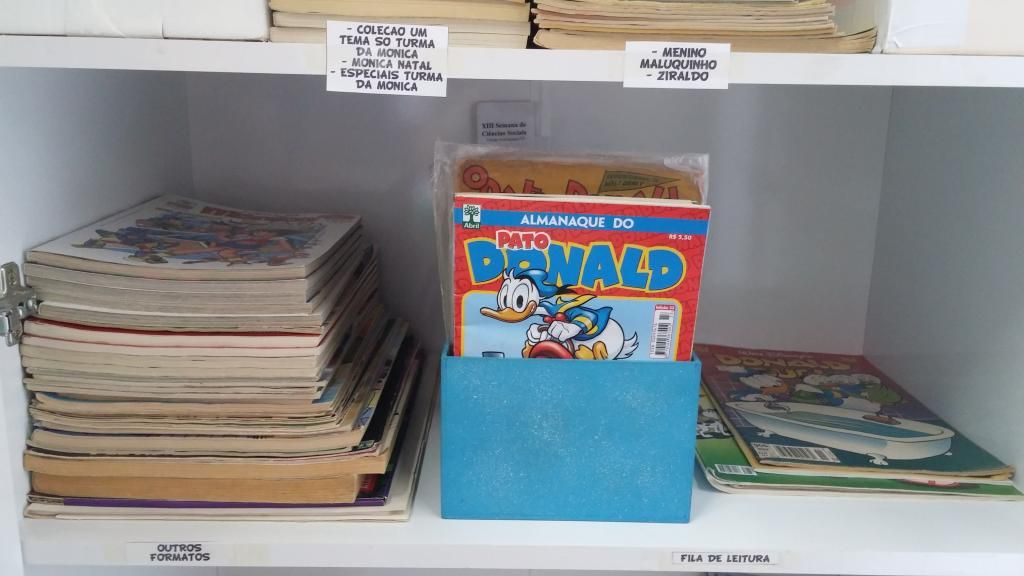 - COLECAO UM
TEMA SO TURMA
DA MONICA
- MONICA NATAL
- ESPECIAIS TURMA
DA MONICA
- MENINO
MALUQUINHO
- ZIRALDO
XIII Semana de
Ciências Sociais
Abril
ALMANAQUE DO
R$ 5,50
PATO
DONALD
DONALD
OUTROS
FORMATOS
FILA DE LEITURA